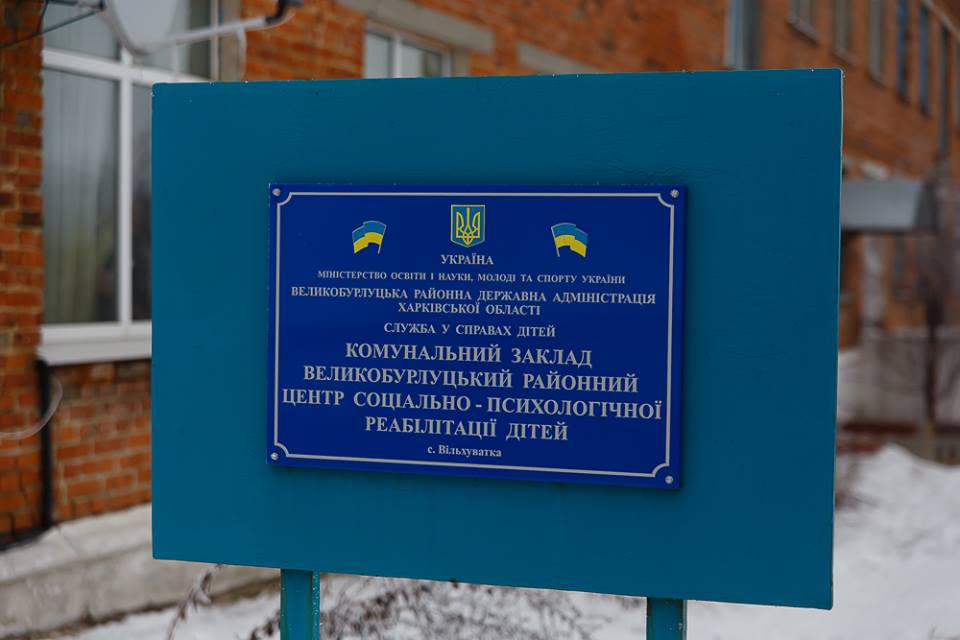 УКРАЇНА
МІНІСТЕРСТВО ОСВІТИ І НАУКИ, МОЛОДІ ТА СПОРТУ УКРАЇНИ
ВЕЛИКОБУРЛУЦЬКА РАЙОННА ДЕРЖАВНА АДМІНІСТРАЦІЯ
ХАРКІВСЬКОЇ ОБЛАСТІ
СЛУЖБА У СПРАВАХ ДІТЕЙ
КОМУНАЛЬНИЙ ЗАКЛАД
ВЕЛИКОБУРЛУЦЬКИЙ РАЙОННИЙ
ЦЕНТР СОЦІАЛЬНО - ПСИХОЛОГІЧНОЇ
РЕАБІЛІТАЦІЇ ДІТЕЙ
с. Вільхуватка